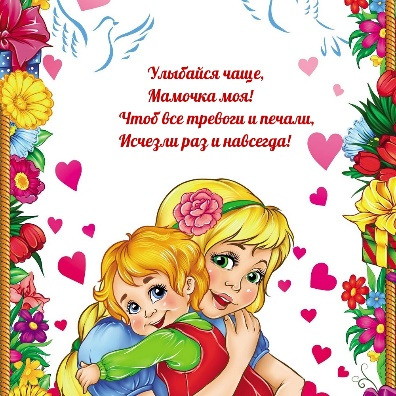 Улыбайся чаще,
Мамочка моя!
Чтоб все тревоги и печали,
Исчезли раз и навсегда!